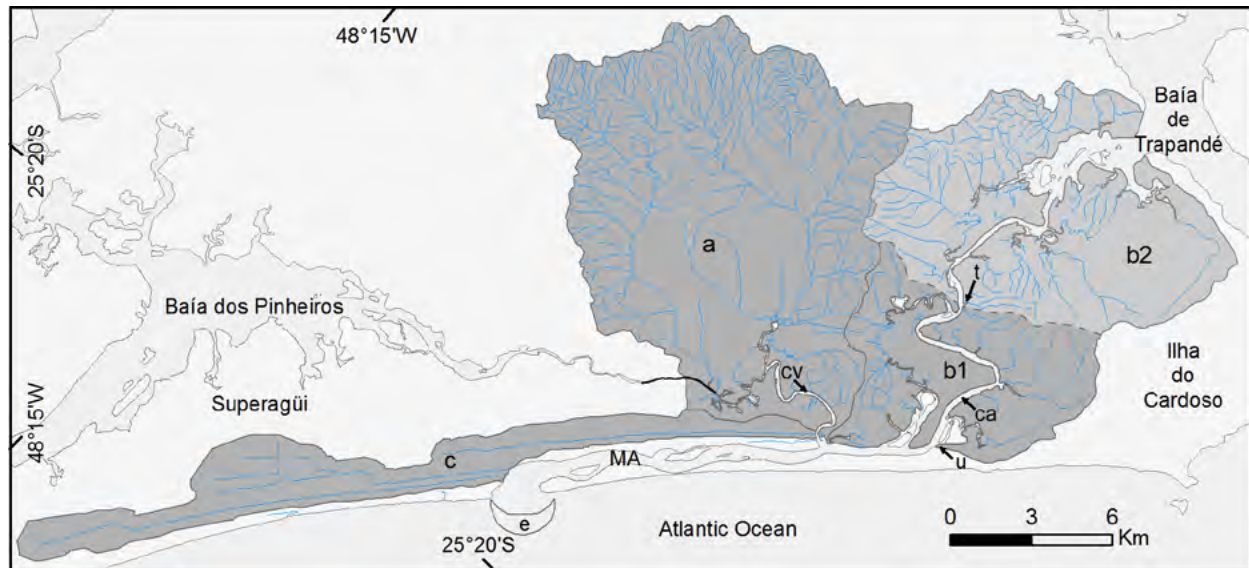 48°15'W
25°20'S
Baía
de
Trapandé
a
b2
t
Baía dos Pinheiros
Ilha
do
Cardoso
cv
b1
Superagüi
ca
48°15'W
c
MA
u
e
0 3 6
Km
Atlantic Ocean
25°20'S